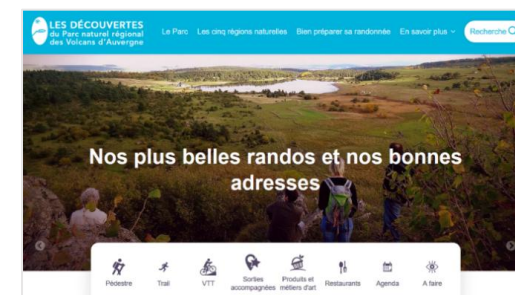 LES DÉCOUVERTES
du Parc naturel régional
des Volcans d'Auvergne
Le Parc Les cinq régions naturelles Bien préparer sa randonnée En savoir plus Recherche
Nos plus belles randos et nos bonnes
adresses
Pédestre Trail VTT Sorties accompagnées Produits et métiers d'art Restaurants Agenda A faire